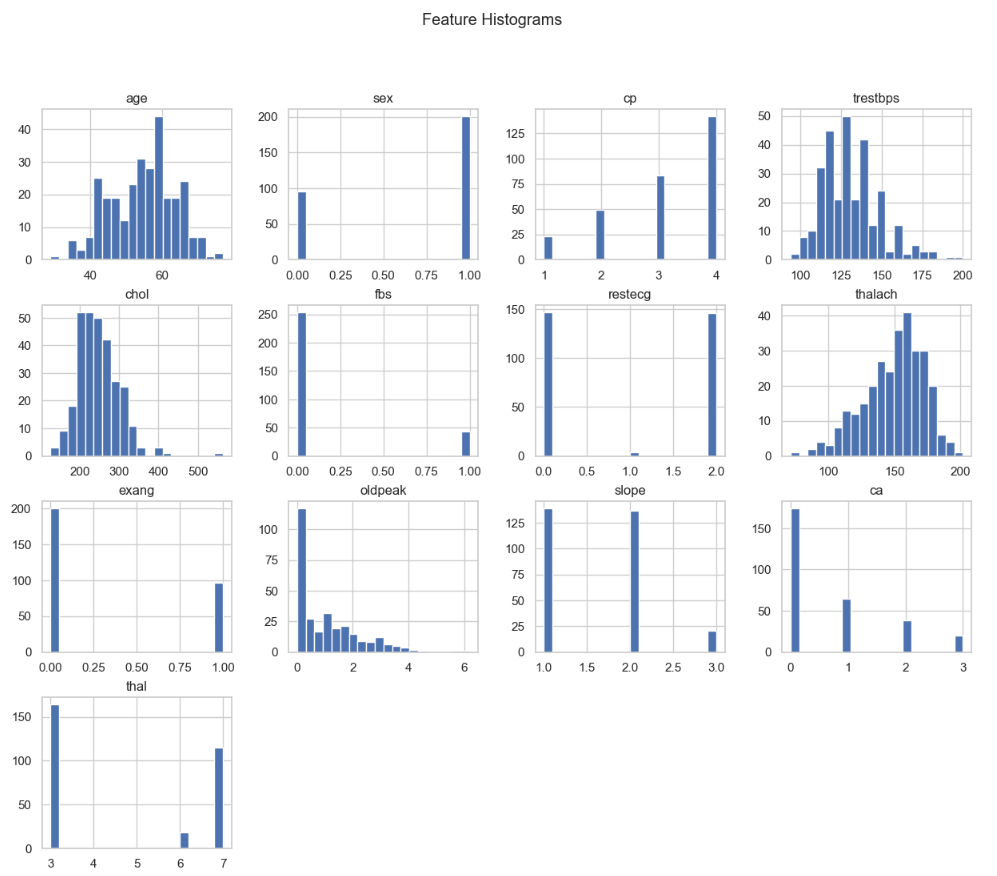 Feature Histograms
age
sex
cp
trestbps
40
30
20
10
0
40 60
200
150
100
50
0
0.00 0.25 0.50 0.75 1.00
125
100
75
50
25
0
1 2 3 4
50
40
30
20
10
0
100 125 150 175 200
chol
fbs
restecg
thalach
50
40
30
20
10
0
200 300 400 500
250
200
150
100
50
0
0.00 0.25 0.50 0.75 1.00
150
100
50
0
0.0 0.5 1.0 1.5 2.0
40
30
20
10
0
100 150 200
exang
oldpeak
slope
ca
200
150
100
50
0
0.00 0.25 0.50 0.75 1.00
100
75
50
25
0
0 2 4 6
125
100
75
50
25
0
1.0 1.5 2.0 2.5 3.0
150
100
50
0
0 1 2 3
thal
150
100
50
0
3 4 5 6 7